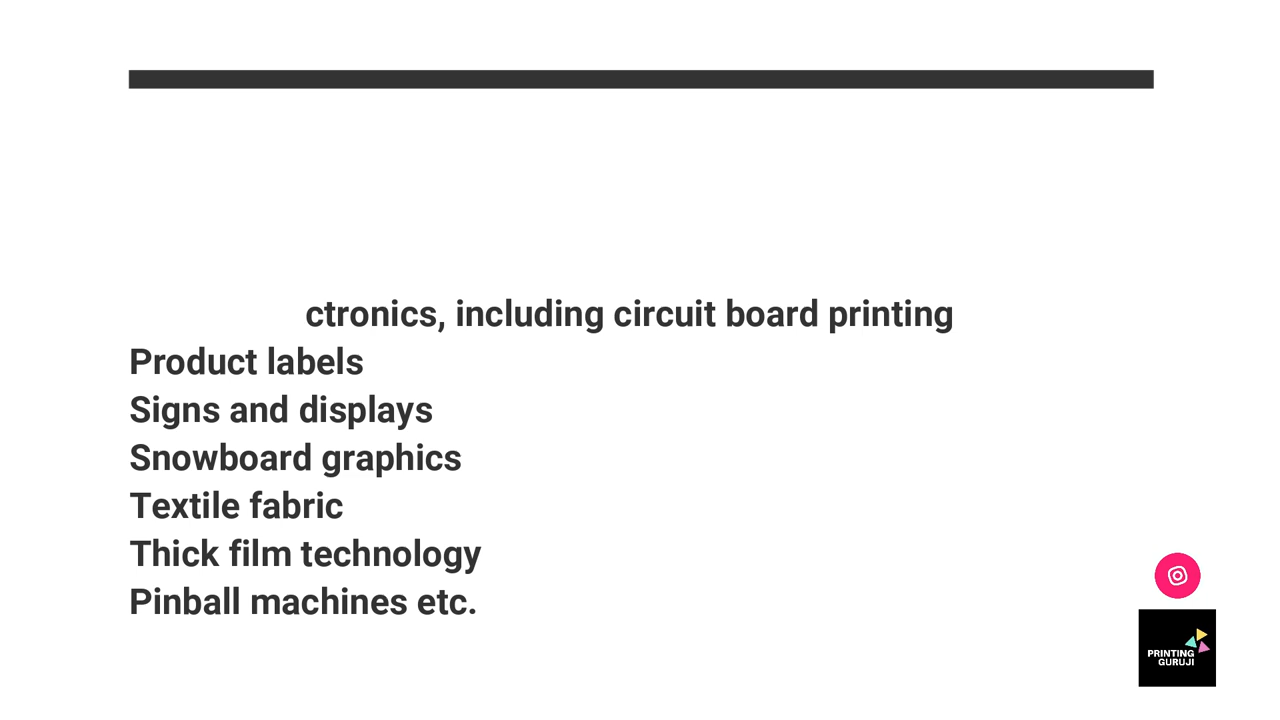 ctronics, including circuit board printing
Product labels
Signs and displays
Snowboard graphics
Textile fabric
Thick film technology
Pinball machines etc.
PRINTING
GURUJI